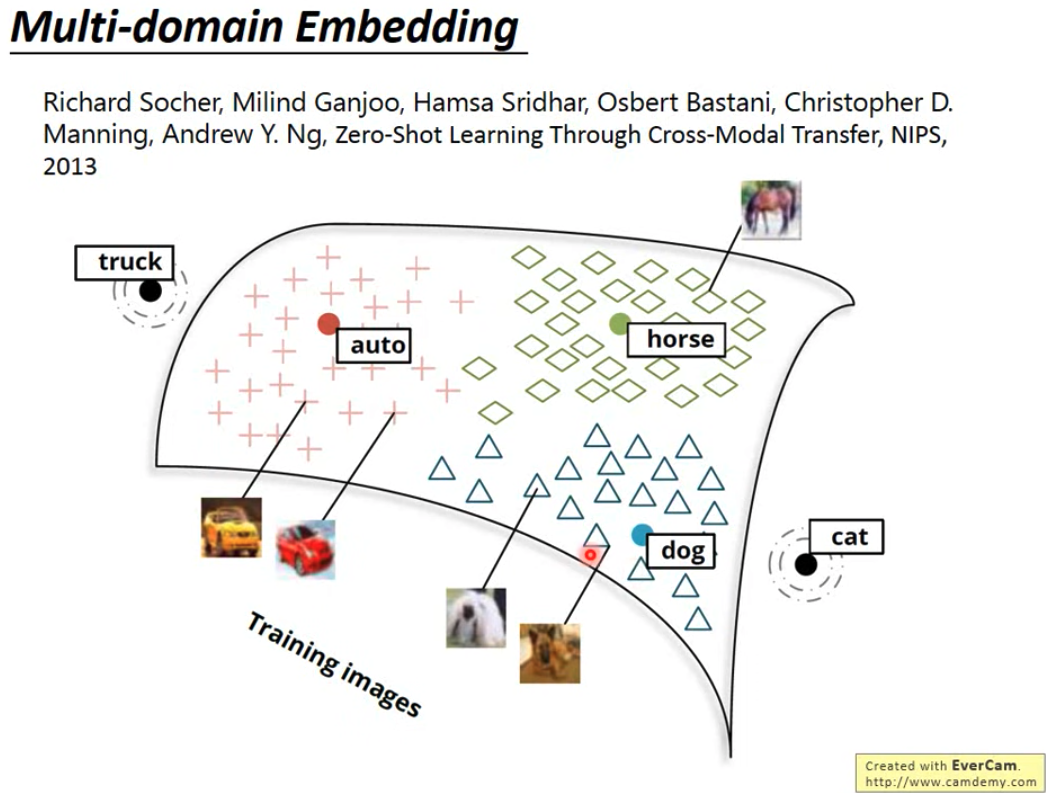 Multi-domain Embedding
Richard Socher, Milind Ganjoo, Hamsa Sridhar, Osbert Bastani, Christopher D.
Manning, Andrew Y. Ng, Zero-Shot Learning Through Cross-Modal Transfer, NIPS,
2013
truck
auto
horse
dog
cat
Training images
Created with EverCam.
http://www.camdemy.com